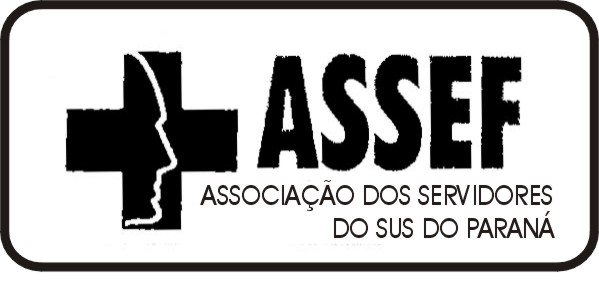 ASSEF
ASSOCIAÇÃO DOS SERVIDORES
DO SUS DO PARANÁ